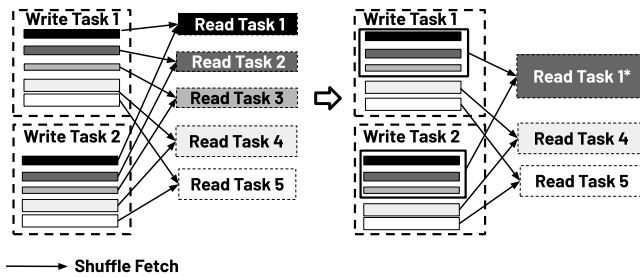 Write Task 1
Read Task 1
Read Task 2
Read Task 3
Write Task 2
Read Task 4
Read Task 5
Write Task 1
Read Task 1*
Write Task 2
Read Task 4
Read Task 5
Shuffle Fetch